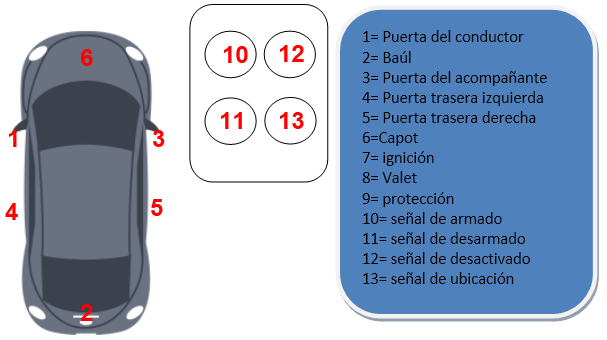 6
1
3
4
5
2
10
12
11
13
1= Puerta del conductor
2= Baúl
3= Puerta del acompañante
4= Puerta trasera izquierda
5= Puerta trasera derecha
6=Capot
7= ignición
8= Valet
9= protección
10= señal de armado
11= señal de desarmado
12= señal de desactivado
13= señal de ubicación